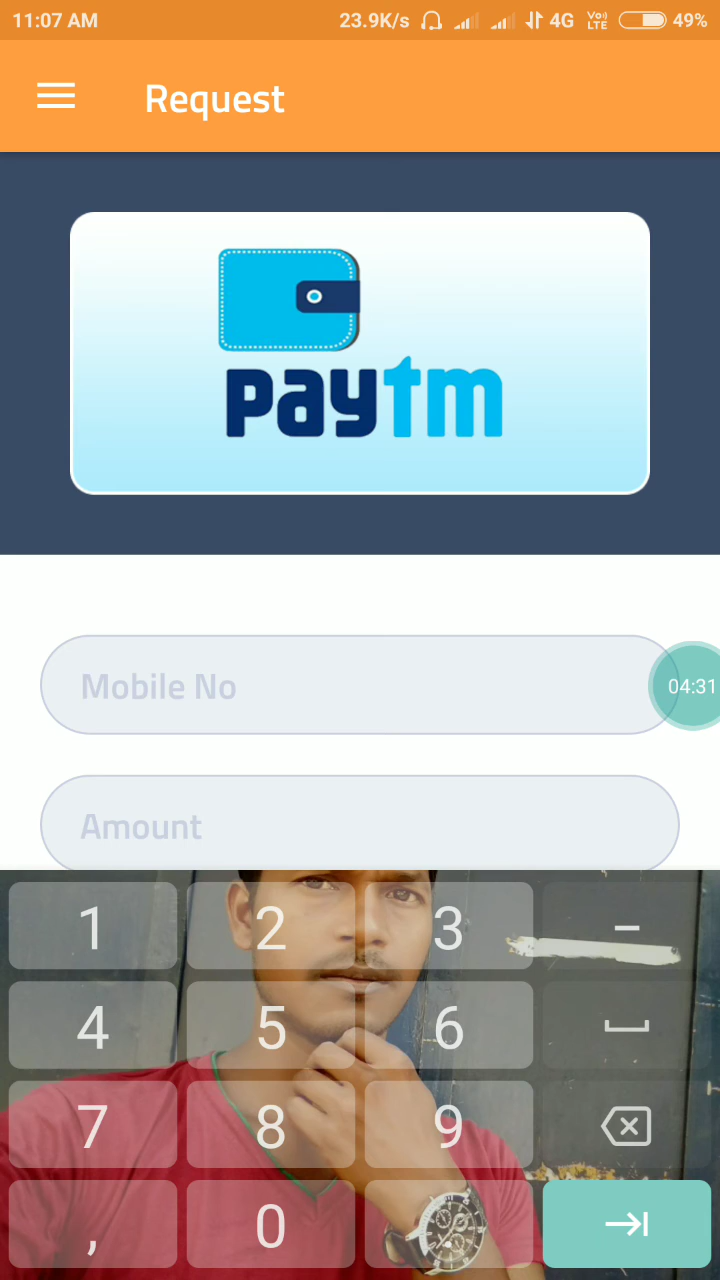 11:07 AM 23.9K/s 4G VoLTE 49%
Request
paytm
Mobile No
04:31
Amount
1 2 3 –
4 5 6
7 8 9
, 0